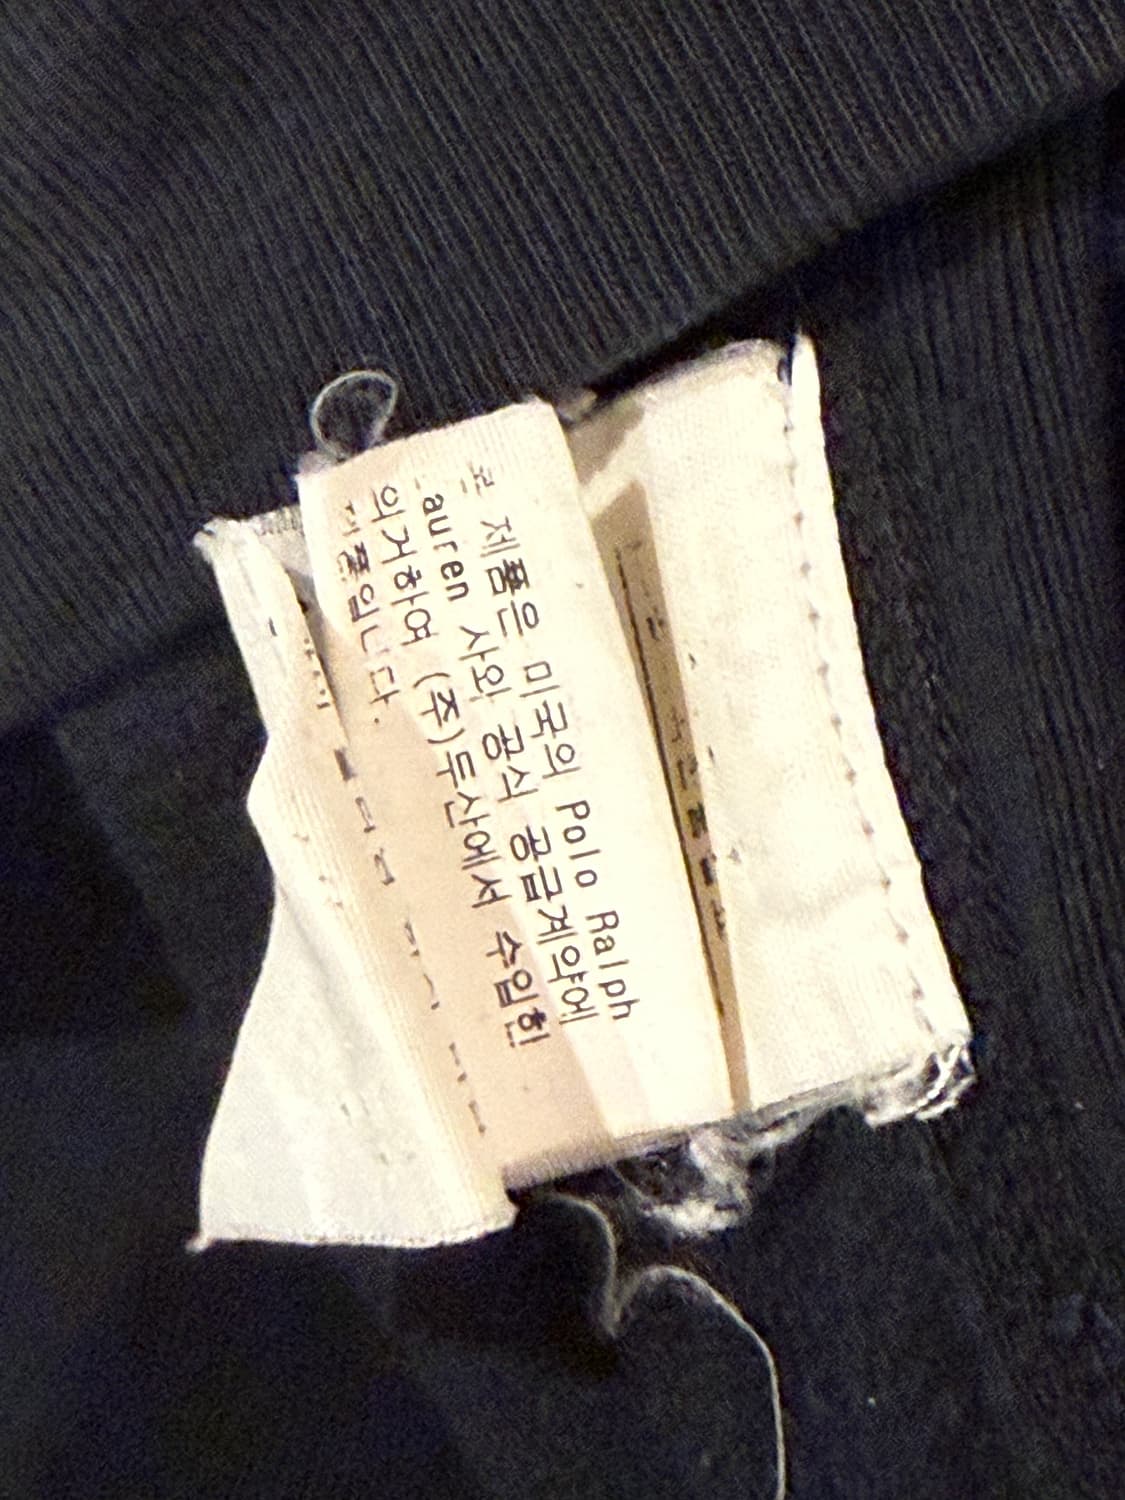 본 제품은 미국의 Polo Ralph
Lauren 사와 공식 공급계약에
의거하여 (주)두산에서 수입한
제품입니다.